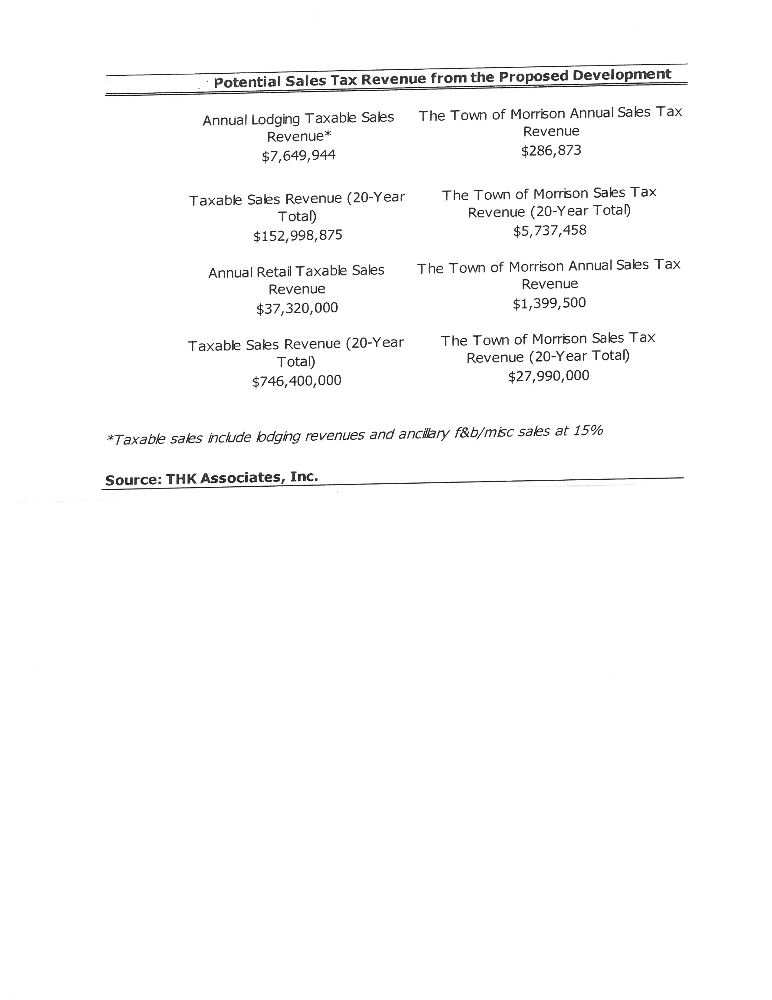 Potential Sales Tax Revenue from the Proposed Development
Annual Lodging Taxable Sales
Revenue*
$7,649,944
The Town of Morrison Annual Sales Tax
Revenue
$286,873
Taxable Sales Revenue (20-Year
Total)
$152,998,875
The Town of Morrison Sales Tax
Revenue (20-Year Total)
$5,737,458
Annual Retail Taxable Sales
Revenue
$37,320,000
The Town of Morrison Annual Sales Tax
Revenue
$1,399,500
Taxable Sales Revenue (20-Year
Total)
$746,400,000
The Town of Morrison Sales Tax
Revenue (20-Year Total)
$27,990,000
*Taxable sales include lodging revenues and ancillary f&b/misc sales at 15%
Source: THK Associates, Inc.